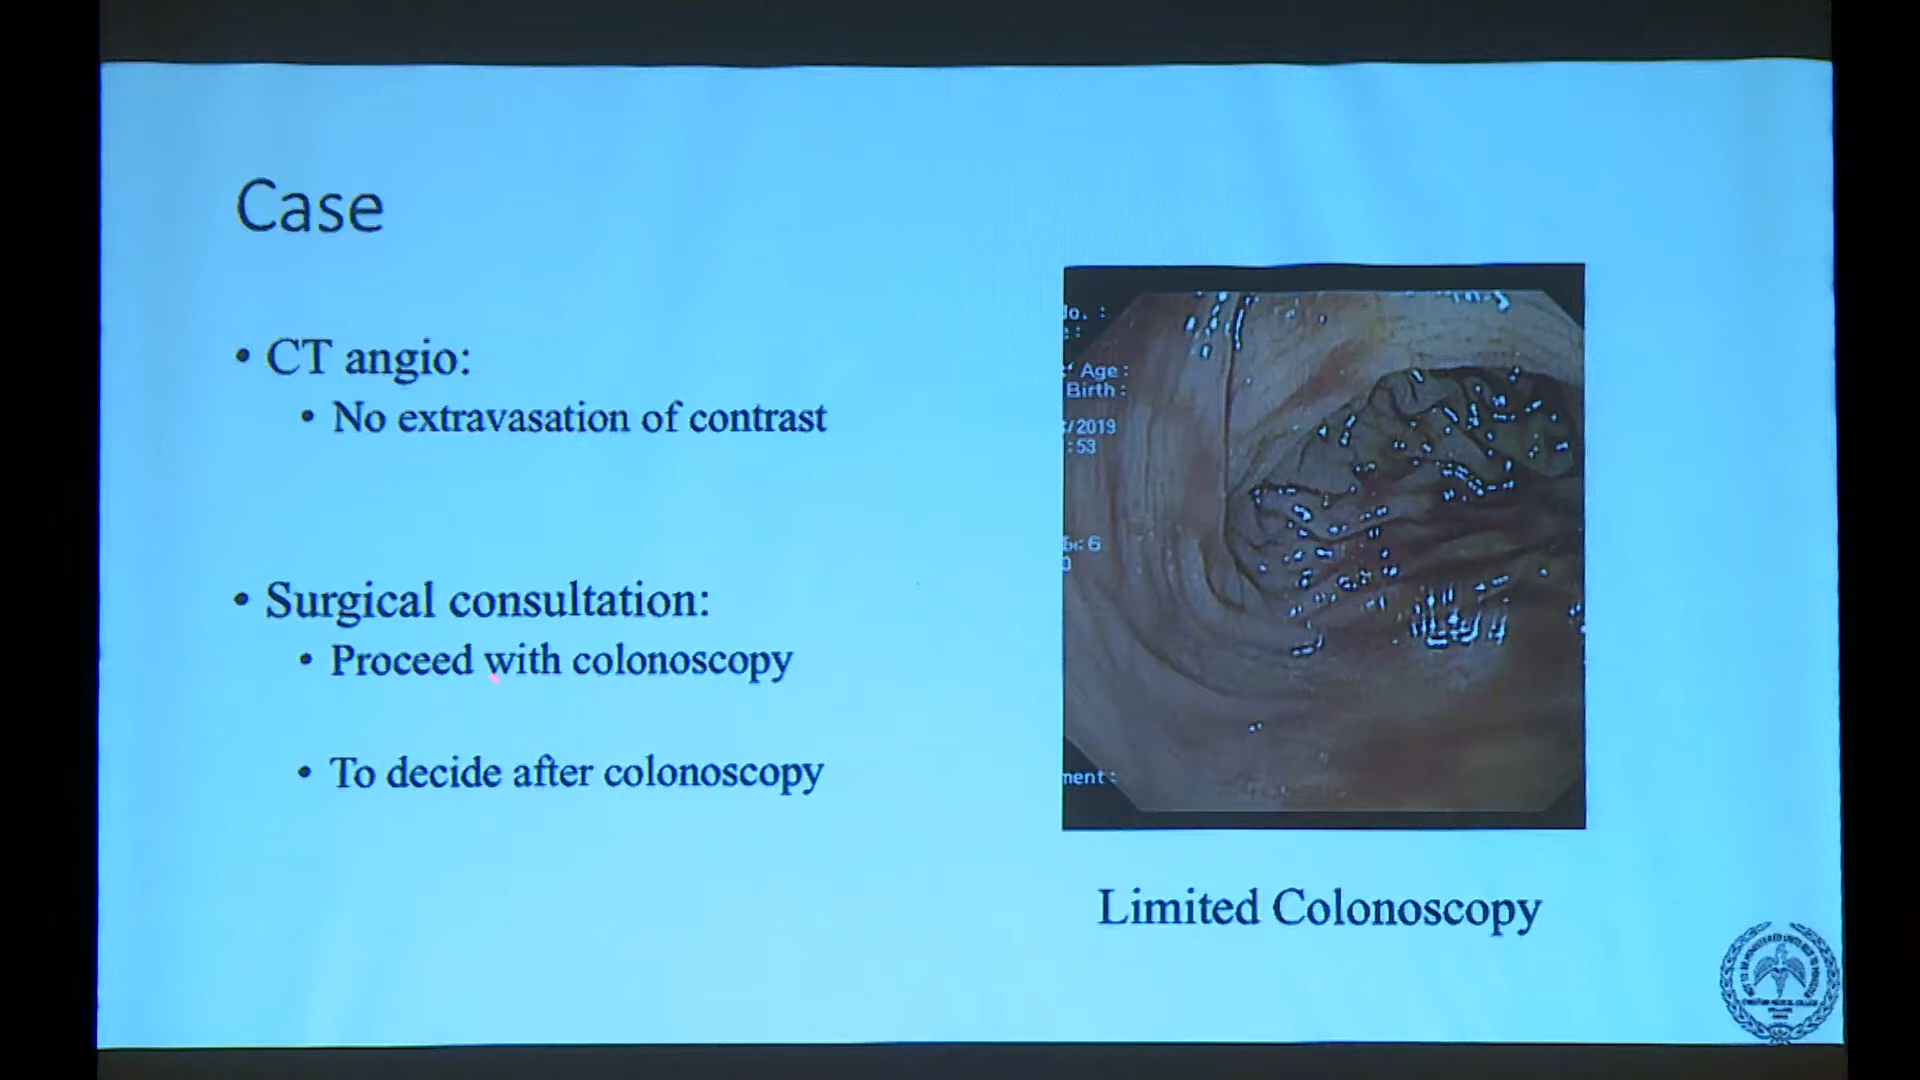 Case
• CT angio:
• No extravasation of contrast
• Surgical consultation:
• Proceed with colonoscopy
• To decide after colonoscopy
Age :
Birth :
/2019
:53
ment :
Limited Colonoscopy